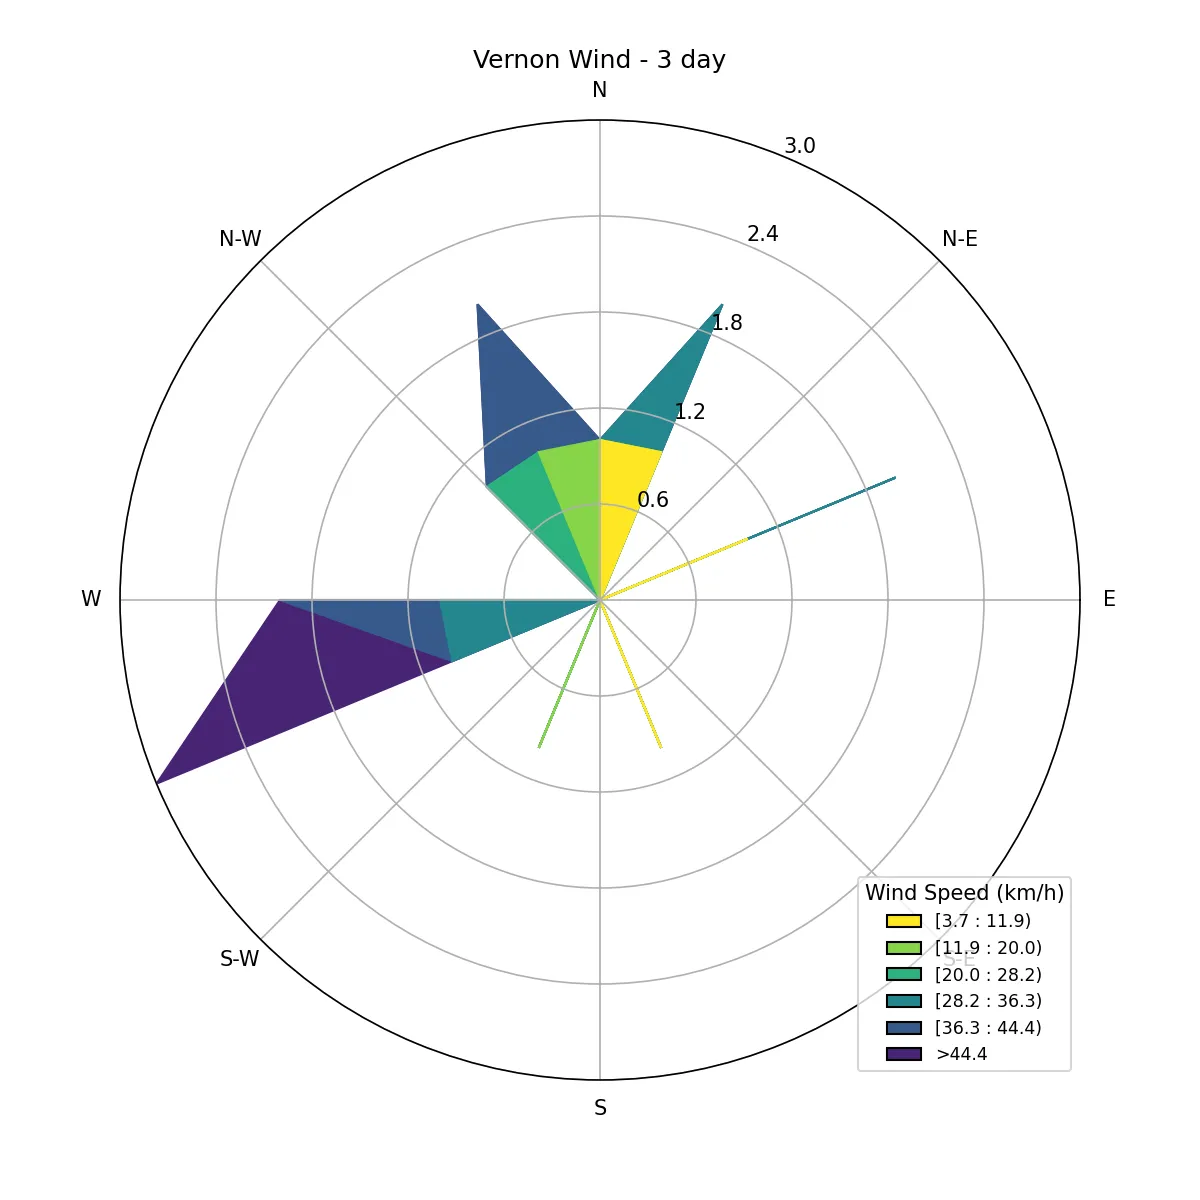 Vernon Wind - 3 day
N
3.0
2.4
N-W
N-E
1.8
1.2
0.6
W
E
Wind Speed (km/h)
[3.7 : 11.9)
[11.9 : 20.0)
S-W
S-E
[20.0 : 28.2)
[28.2 : 36.3)
[36.3 : 44.4)
>44.4
S